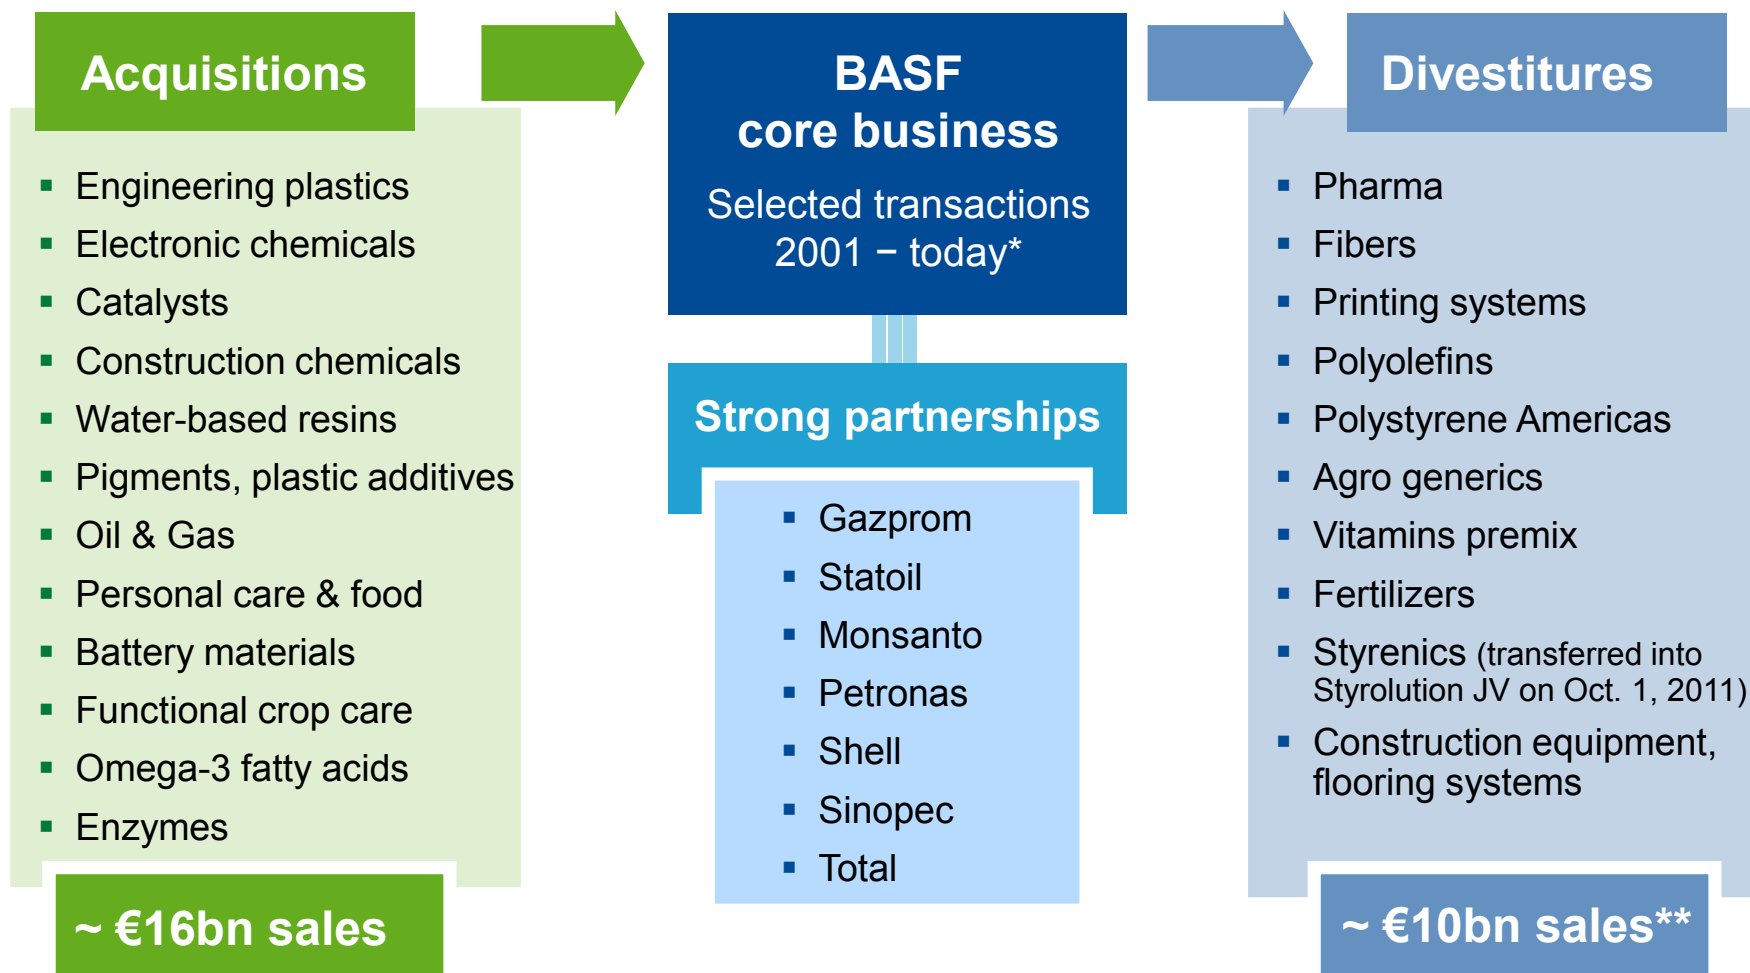 Acquisitions
▪ Engineering plastics
▪ Electronic chemicals
▪ Catalysts
▪ Construction chemicals
▪ Water-based resins
▪ Pigments, plastic additives
▪ Oil & Gas
▪ Personal care & food
▪ Battery materials
▪ Functional crop care
▪ Omega-3 fatty acids
▪ Enzymes
~ €16bn sales
BASF
core business
Selected transactions
2001 – today*
Strong partnerships
▪ Gazprom
▪ Statoil
▪ Monsanto
▪ Petronas
▪ Shell
▪ Sinopec
▪ Total
Divestitures
▪ Pharma
▪ Fibers
▪ Printing systems
▪ Polyolefins
▪ Polystyrene Americas
▪ Agro generics
▪ Vitamins premix
▪ Fertilizers
▪ Styrenics (transferred into
Styrolution JV on Oct. 1, 2011)
▪ Construction equipment,
flooring systems
~ €10bn sales**